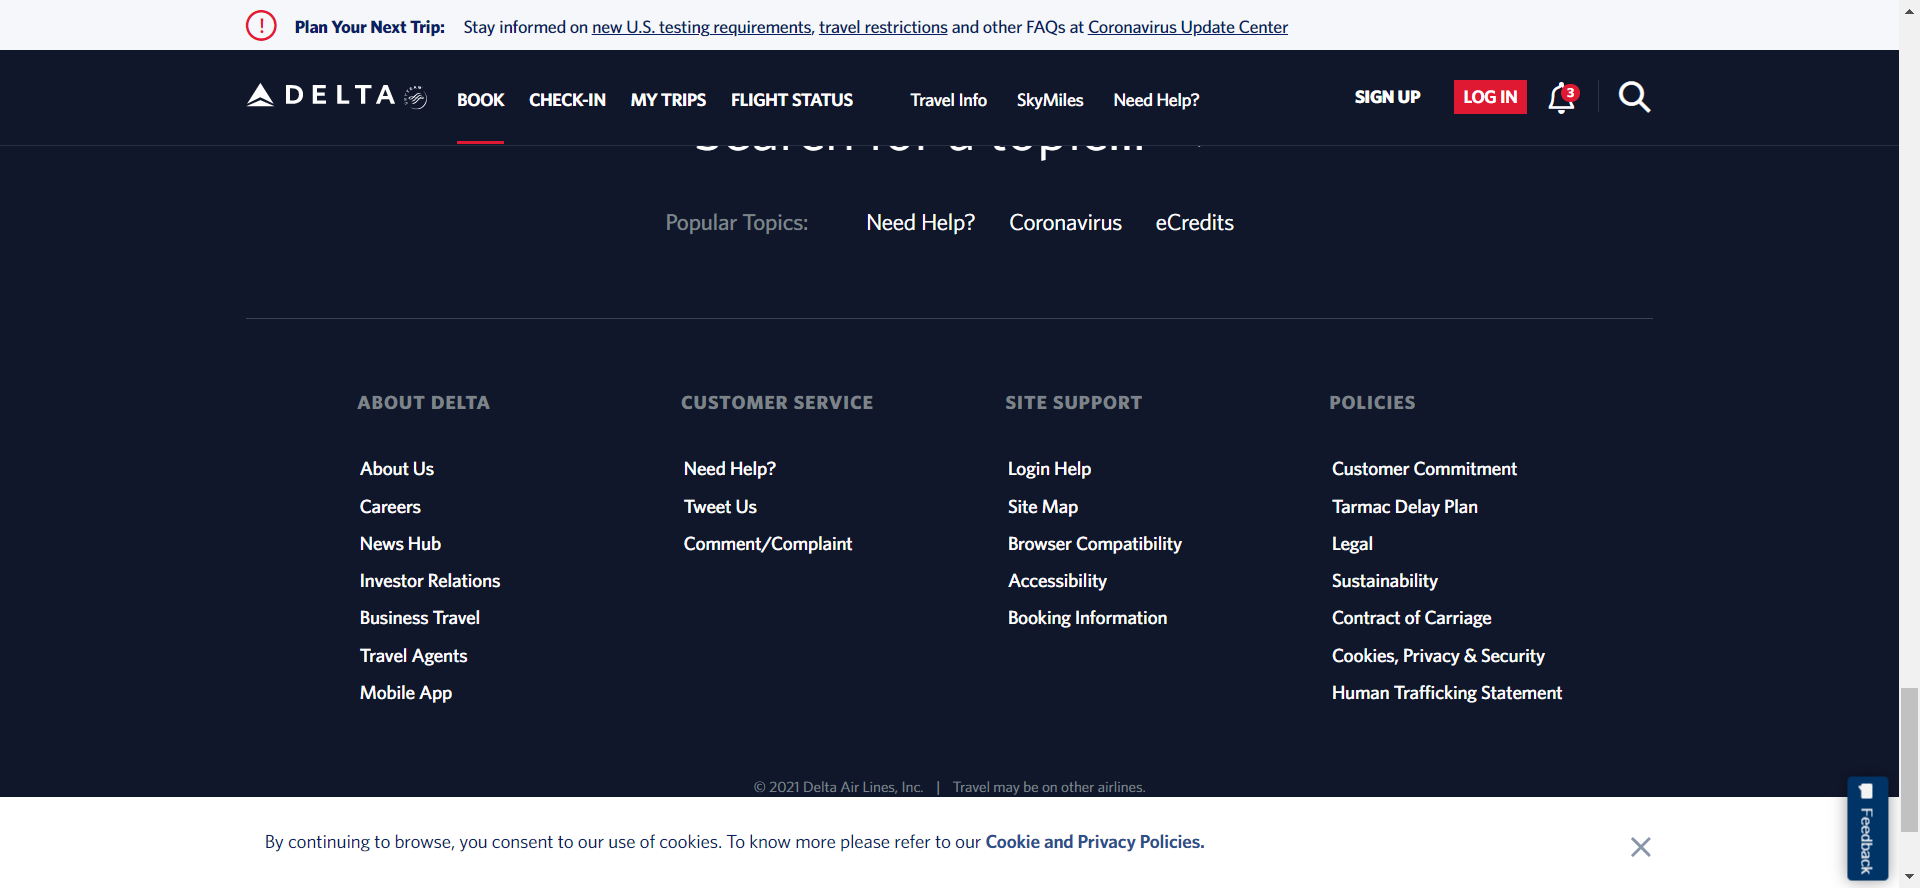 Plan Your Next Trip: Stay informed on new U.S. testing requirements, travel restrictions and other FAQs at Coronavirus Update Center
DELTA BOOK CHECK-IN MY TRIPS FLIGHT STATUS Travel Info SkyMiles Need Help? SIGN UP LOG IN 3
Search for a topic...
Popular Topics: Need Help? Coronavirus eCredits
ABOUT DELTA
About Us
Careers
News Hub
Investor Relations
Business Travel
Travel Agents
Mobile App
CUSTOMER SERVICE
Need Help?
Tweet Us
Comment/Complaint
SITE SUPPORT
Login Help
Site Map
Browser Compatibility
Accessibility
Booking Information
POLICIES
Customer Commitment
Tarmac Delay Plan
Legal
Sustainability
Contract of Carriage
Cookies, Privacy & Security
Human Trafficking Statement
© 2021 Delta Air Lines, Inc. | Travel may be on other airlines.
By continuing to browse, you consent to our use of cookies. To know more please refer to our Cookie and Privacy Policies.
Feedback